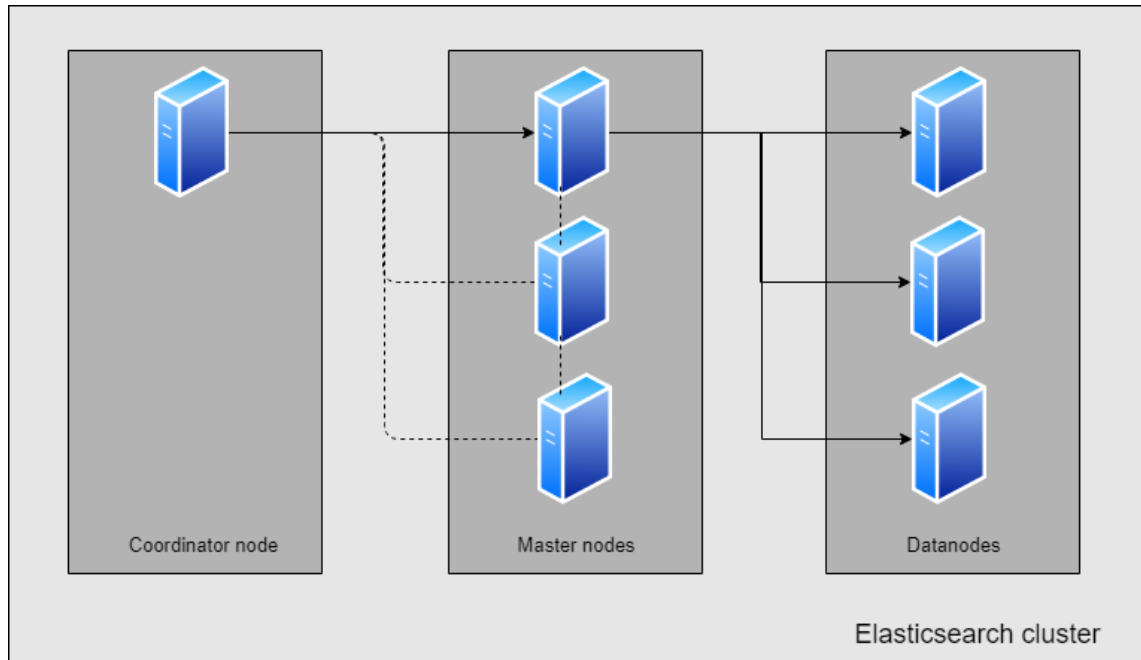 Coordinator node
Master nodes
Datanodes
Elasticsearch cluster